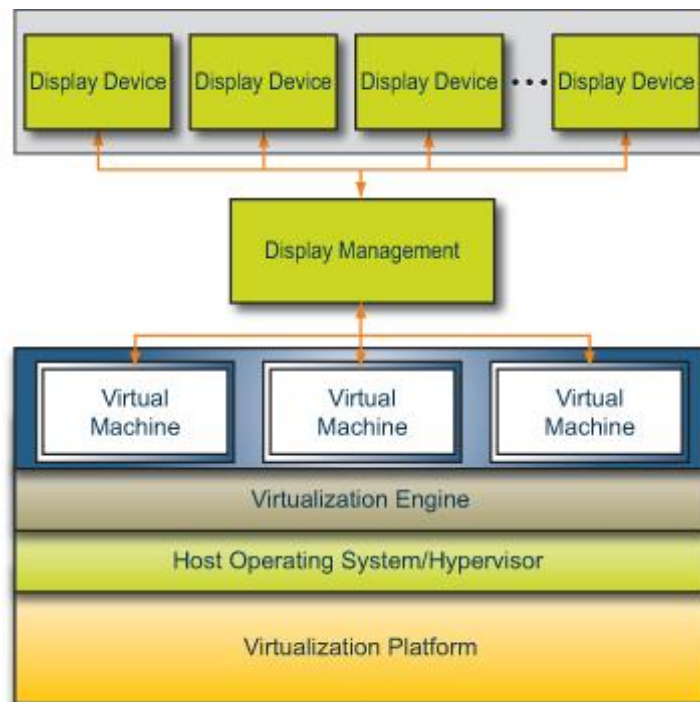 Display Device
Display Device
Display Device
Display Device
Display Management
Virtual
Machine
Virtual
Machine
Virtual
Machine
Virtualization Engine
Host Operating System/Hypervisor
Virtualization Platform